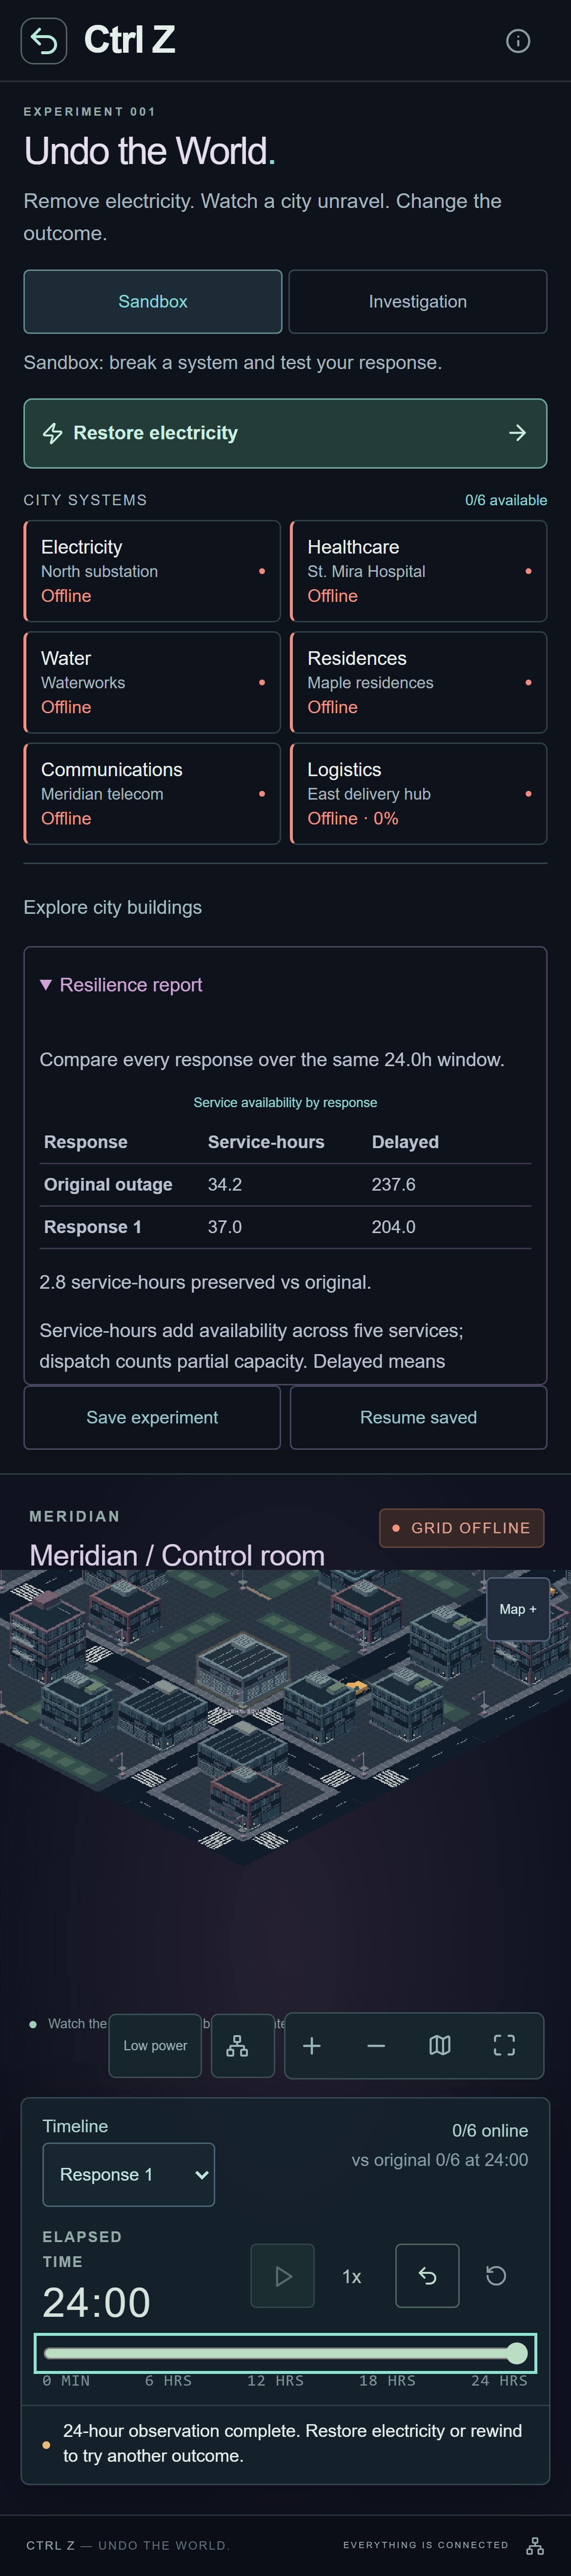 Ctrl Z
EXPERIMENT 001
Undo the World.
Remove electricity. Watch a city unravel. Change the
outcome.
Sandbox
Investigation
Sandbox: break a system and test your response.
Restore electricity
CITY SYSTEMS
0/6 available
Electricity
North substation
Offline
Healthcare
St. Mira Hospital
Offline
Water
Waterworks
Offline
Residences
Maple residences
Offline
Communications
Meridian telecom
Offline
Logistics
East delivery hub
Offline · 0%
Explore city buildings
▼ Resilience report
Compare every response over the same 24.0h window.
Service availability by response
Response Service-hours Delayed
Original outage 34.2 237.6
Response 1 37.0 204.0
2.8 service-hours preserved vs original.
Service-hours add availability across five services;
dispatch counts partial capacity. Delayed means
Save experiment
Resume saved
MERIDIAN
Meridian / Control room
GRID OFFLINE
Map +
Watch the
Low power
Timeline
Response 1
0/6 online
vs original 0/6 at 24:00
ELAPSED
TIME
24:00
1x
0 MIN 6 HRS 12 HRS 18 HRS 24 HRS
24-hour observation complete. Restore electricity or rewind
to try another outcome.
CTRL Z — UNDO THE WORLD.
EVERYTHING IS CONNECTED